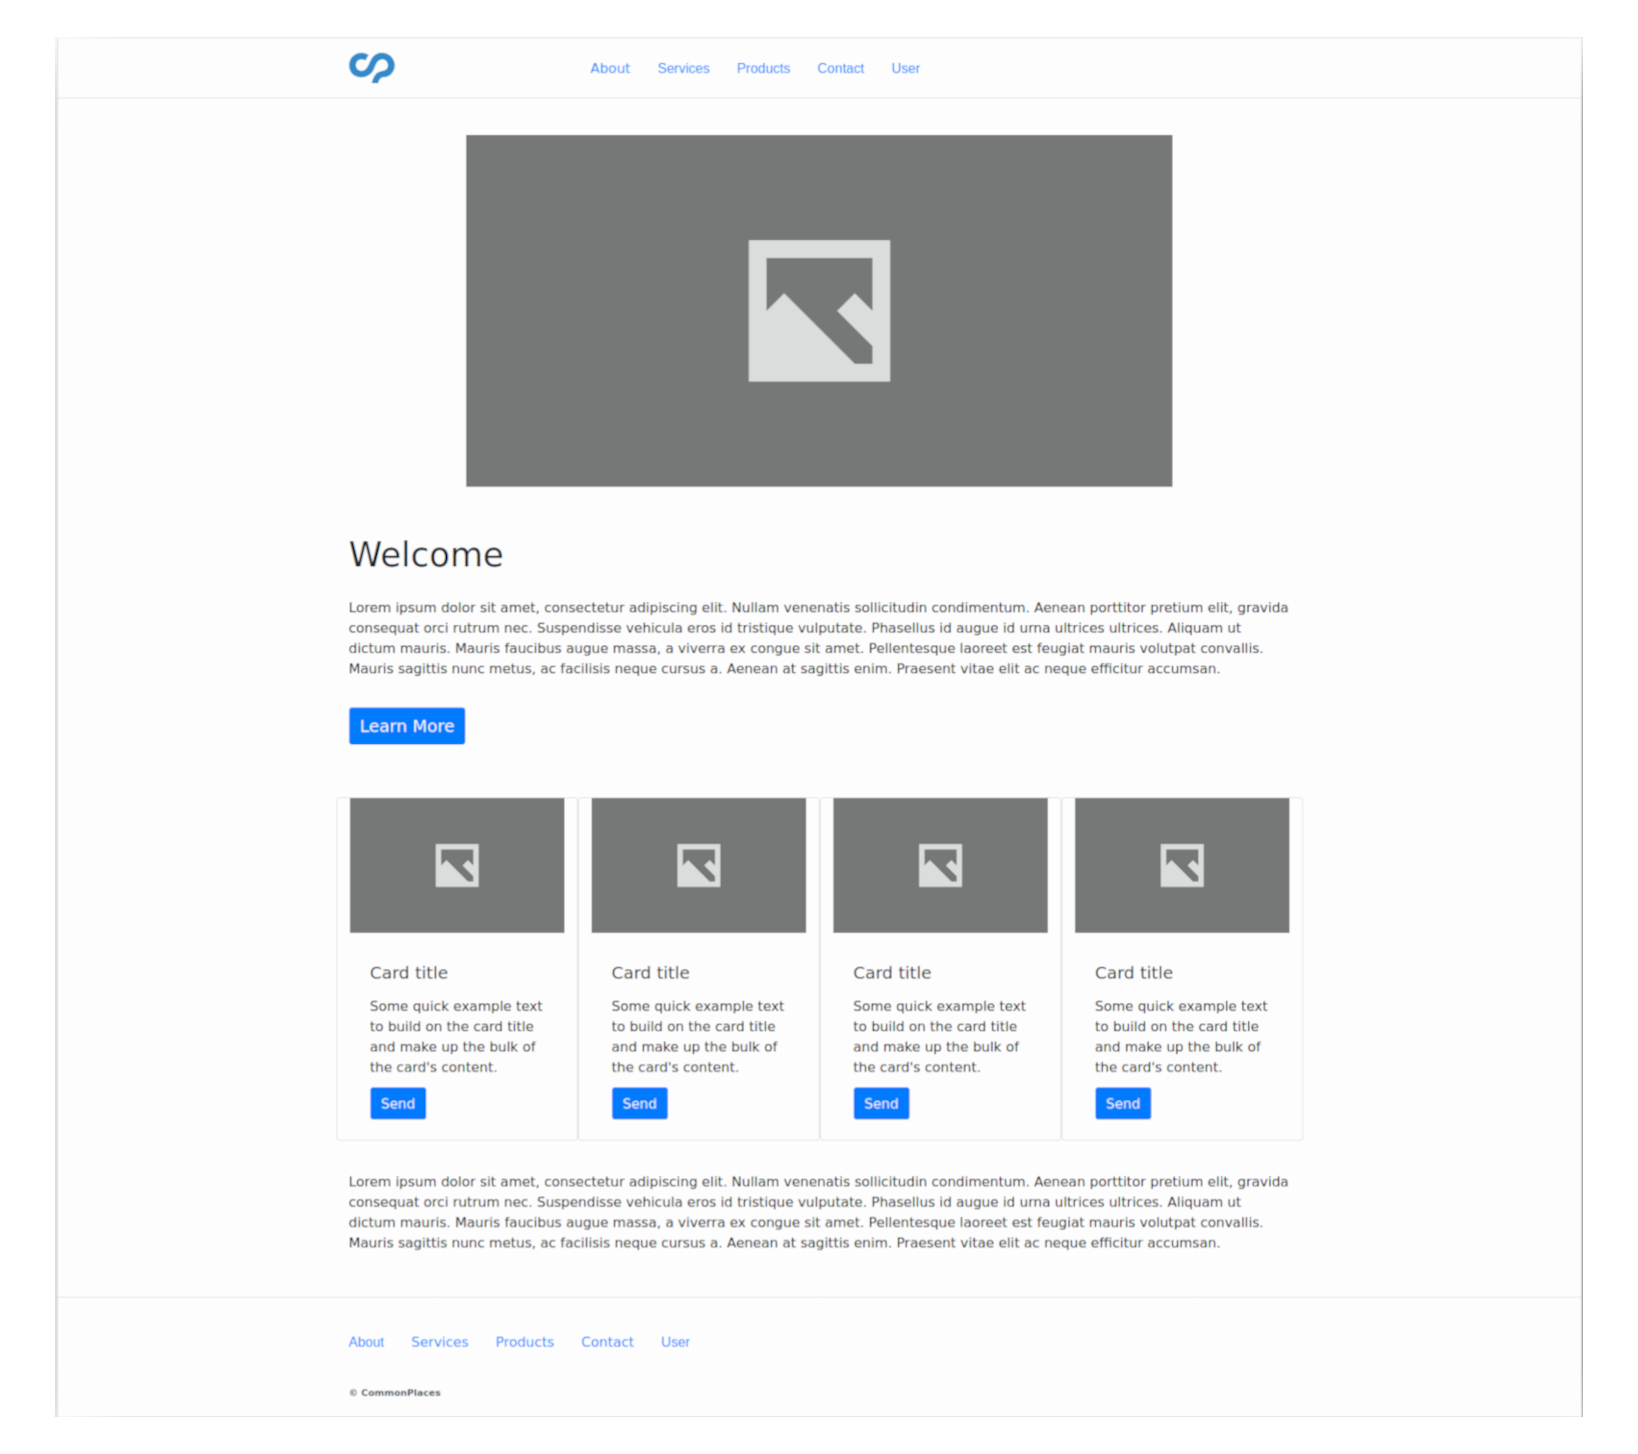 About Services Products Contact User
Welcome
Lorem ipsum dolor sit amet, consectetur adipiscing elit. Nullam venenatis sollicitudin condimentum. Aenean porttitor pretium elit, gravida
consequat orci rutrum nec. Suspendisse vehicula eros id tristique vulputate. Phasellus id augue id urna ultrices ultrices. Aliquam ut
dictum mauris. Mauris faucibus augue massa, a viverra ex congue sit amet. Pellentesque laoreet est feugiat mauris volutpat convallis.
Mauris sagittis nunc metus, ac facilisis neque cursus a. Aenean at sagittis enim. Praesent vitae elit ac neque efficitur accumsan.
Learn More
Card title
Some quick example text
to build on the card title
and make up the bulk of
the card's content.
Send
Card title
Some quick example text
to build on the card title
and make up the bulk of
the card's content.
Send
Card title
Some quick example text
to build on the card title
and make up the bulk of
the card's content.
Send
Card title
Some quick example text
to build on the card title
and make up the bulk of
the card's content.
Send
Lorem ipsum dolor sit amet, consectetur adipiscing elit. Nullam venenatis sollicitudin condimentum. Aenean porttitor pretium elit, gravida
consequat orci rutrum nec. Suspendisse vehicula eros id tristique vulputate. Phasellus id augue id urna ultrices ultrices. Aliquam ut
dictum mauris. Mauris faucibus augue massa, a viverra ex congue sit amet. Pellentesque laoreet est feugiat mauris volutpat convallis.
Mauris sagittis nunc metus, ac facilisis neque cursus a. Aenean at sagittis enim. Praesent vitae elit ac neque efficitur accumsan.
About Services Products Contact User
© CommonPlaces